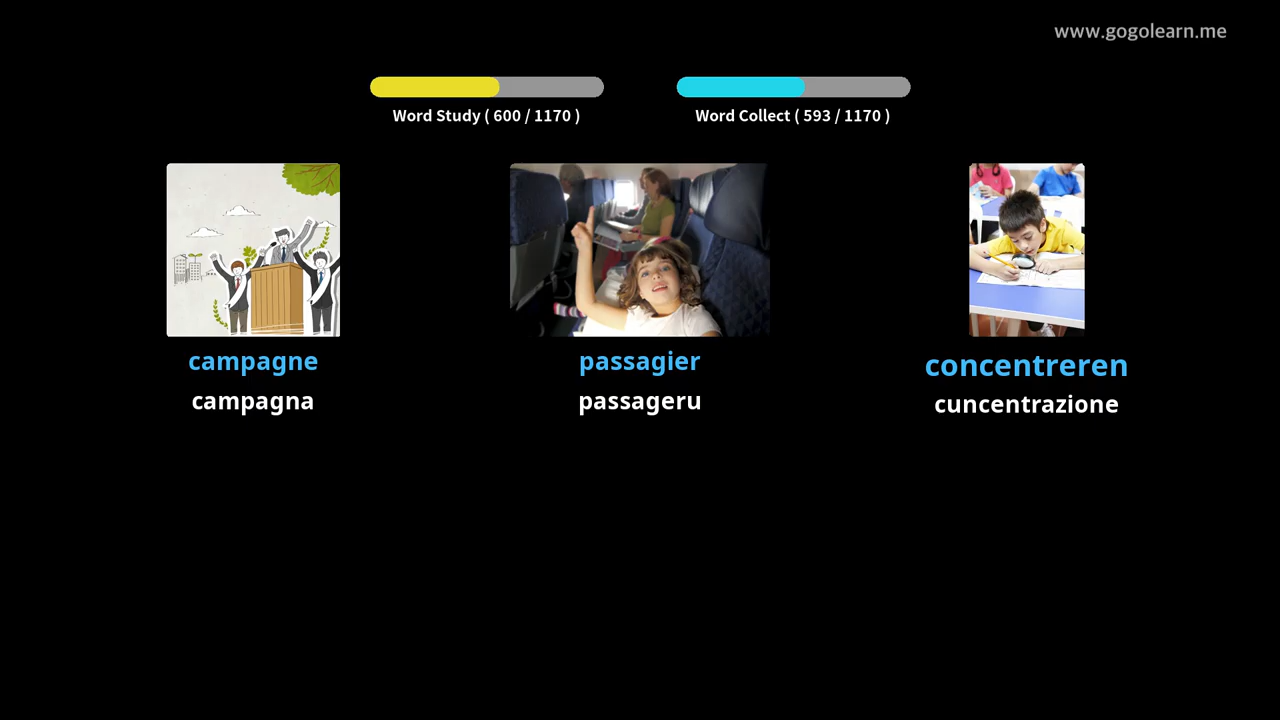 www.gogolearn.me
Word Study ( 600 / 1170 )
Word Collect ( 593 / 1170 )
campagne
campagna
passagier
passageru
concentreren
cuncentrazione